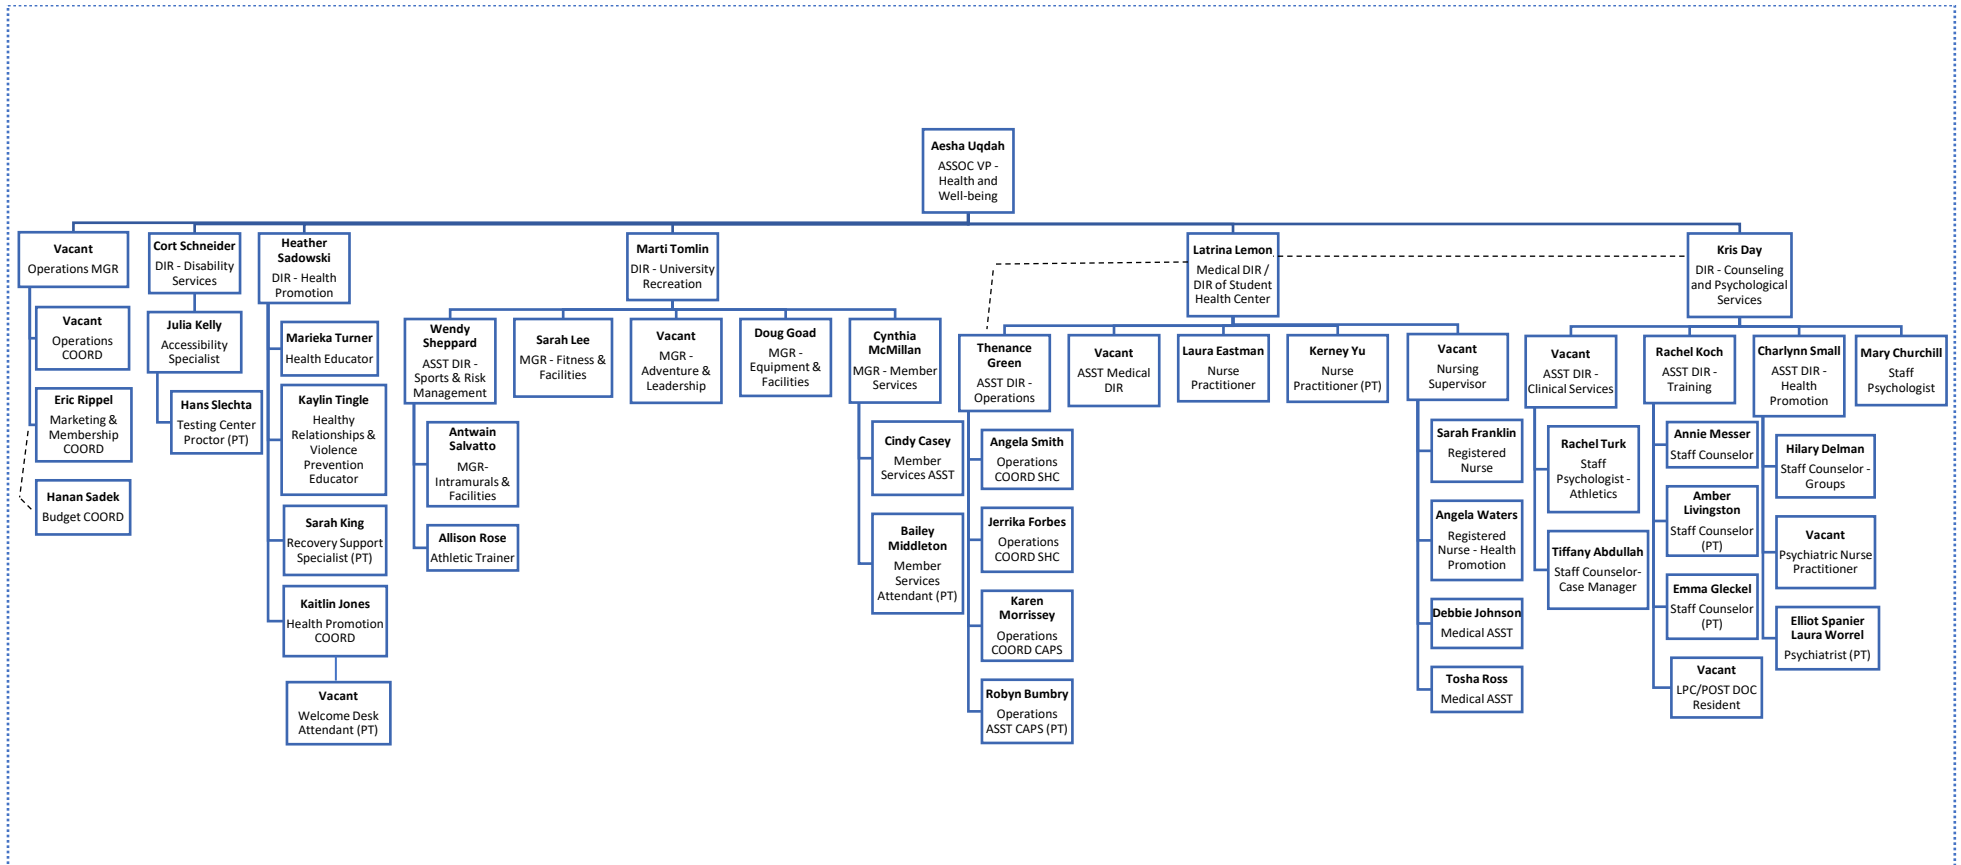 Aesha Uqdah
ASSOC VP -
Health and
Well-being
Vacant
Operations MGR
Vacant
Operations
COORD
Eric Rippel
Marketing &
Membership
COORD
Hanan Sadek
Budget COORD
Cort Schneider
DIR - Disability
Services
Julia Kelly
Accessibility
Specialist
Hans Slechta
Testing Center
Proctor (PT)
Heather
Sadowski
DIR - Health
Promotion
Marieka Turner
Health Educator
Kaylin Tingle
Healthy
Relationships &
Violence
Prevention
Educator
Sarah King
Recovery Support
Specialist (PT)
Kaitlin Jones
Health Promotion
COORD
Vacant
Welcome Desk
Attendant (PT)
Marti Tomlin
DIR - University
Recreation
Wendy
Sheppard
ASST DIR -
Sports & Risk
Management
Antwain
Salvatto
MGR-
Intramurals &
Facilities
Allison Rose
Athletic Trainer
Sarah Lee
MGR - Fitness &
Facilities
Vacant
MGR -
Adventure &
Leadership
Doug Goad
MGR -
Equipment &
Facilities
Cynthia
McMillan
MGR - Member
Services
Cindy Casey
Member
Services ASST
Bailey
Middleton
Member
Services
Attendant (PT)
Latrina Lemon
Medical DIR /
DIR of Student
Health Center
Thenance
Green
ASST DIR -
Operations
Angela Smith
Operations
COORD SHC
Jerrika Forbes
Operations
COORD SHC
Karen
Morrissey
Operations
COORD CAPS
Robyn Bumbry
Operations
ASST CAPS (PT)
Vacant
ASST Medical
DIR
Laura Eastman
Nurse
Practitioner
Kerney Yu
Nurse
Practitioner (PT)
Vacant
Nursing
Supervisor
Sarah Franklin
Registered
Nurse
Angela Waters
Registered
Nurse - Health
Promotion
Debbie Johnson
Medical ASST
Tosha Ross
Medical ASST
Kris Day
DIR - Counseling
and Psychological
Services
Vacant
ASST DIR -
Clinical Services
Rachel Turk
Staff
Psychologist -
Athletics
Tiffany Abdullah
Staff Counselor-
Case Manager
Rachel Koch
ASST DIR -
Training
Annie Messer
Staff Counselor
Amber
Livingston
Staff Counselor
(PT)
Emma Gleckel
Staff Counselor
(PT)
Vacant
LPC/POST DOC
Resident
Charlynn Small
ASST DIR -
Health
Promotion
Hilary Delman
Staff Counselor -
Groups
Vacant
Psychiatric Nurse
Practitioner
Elliot Spanier
Laura Worrel
Psychiatrist (PT)
Mary Churchill
Staff
Psychologist